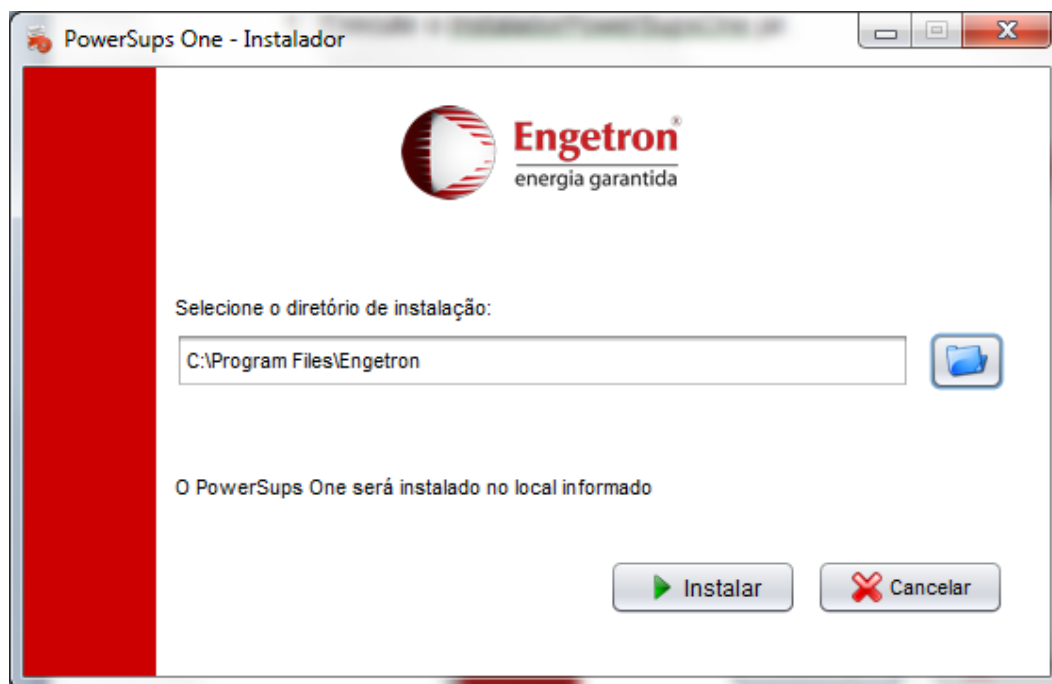 PowerSups One - Instalador
Engetron®
energia garantida
Selecione o diretório de instalação:
C:\Program Files\Engetron
O PowerSups One será instalado no local informado
Instalar
Cancelar